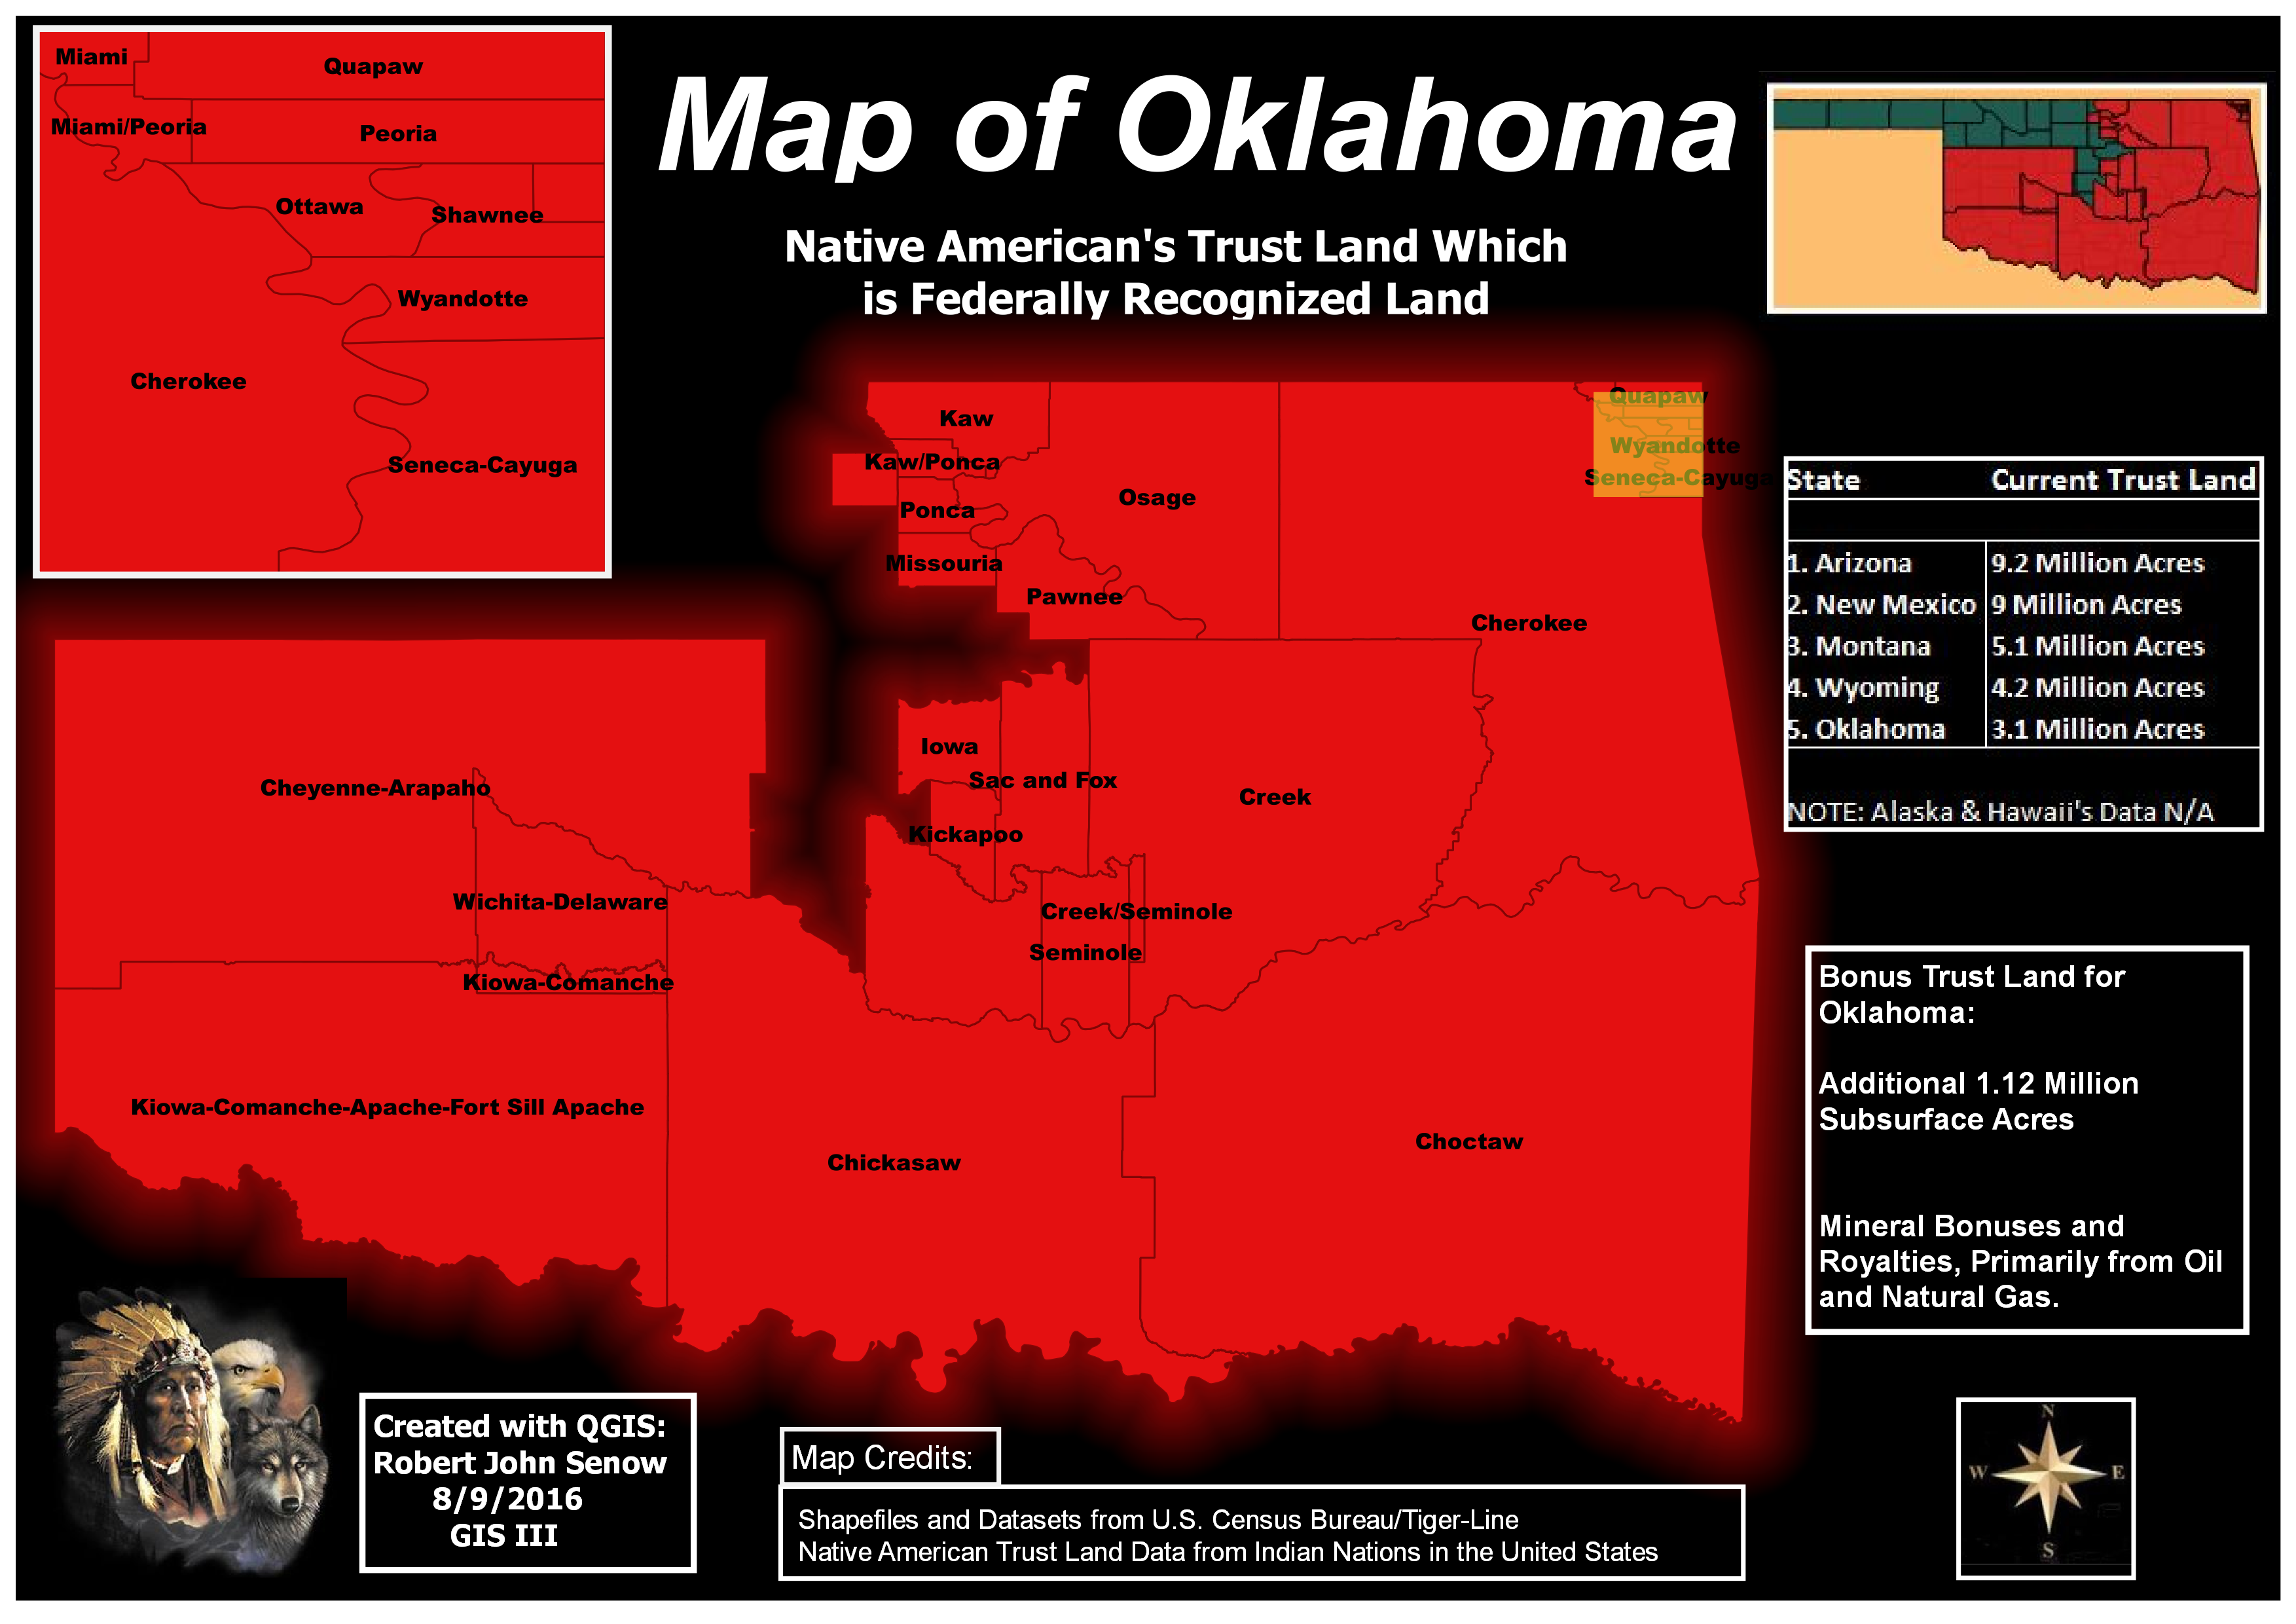 Map of Oklahoma
Native American's Trust Land Which
is Federally Recognized Land
Miami
Quapaw
Miami/Peoria
Peoria
Ottawa
Shawnee
Wyandotte
Cherokee
Seneca-Cayuga
Kaw
Quapaw
Kaw/Ponca
Wyandotte
Seneca-Cayuga
Osage
Ponca
Missouria
Pawnee
Cherokee
Iowa
Sac and Fox
Cheyenne-Arapaho
Creek
Kickapoo
Wichita-Delaware
Creek/Seminole
Seminole
Kiowa-Comanche
Kiowa-Comanche-Apache-Fort Sill Apache
Choctaw
Chickasaw
State Current Trust Land
1. Arizona 9.2 Million Acres
2. New Mexico 9 Million Acres
3. Montana 5.1 Million Acres
4. Wyoming 4.2 Million Acres
5. Oklahoma 3.1 Million Acres
NOTE: Alaska & Hawaii's Data N/A
Bonus Trust Land for
Oklahoma:
Additional 1.12 Million
Subsurface Acres
Mineral Bonuses and
Royalties, Primarily from Oil
and Natural Gas.
Created with QGIS:
Robert John Senow
8/9/2016
GIS III
Map Credits:
Shapefiles and Datasets from U.S. Census Bureau/Tiger-Line
Native American Trust Land Data from Indian Nations in the United States
N
W E
S